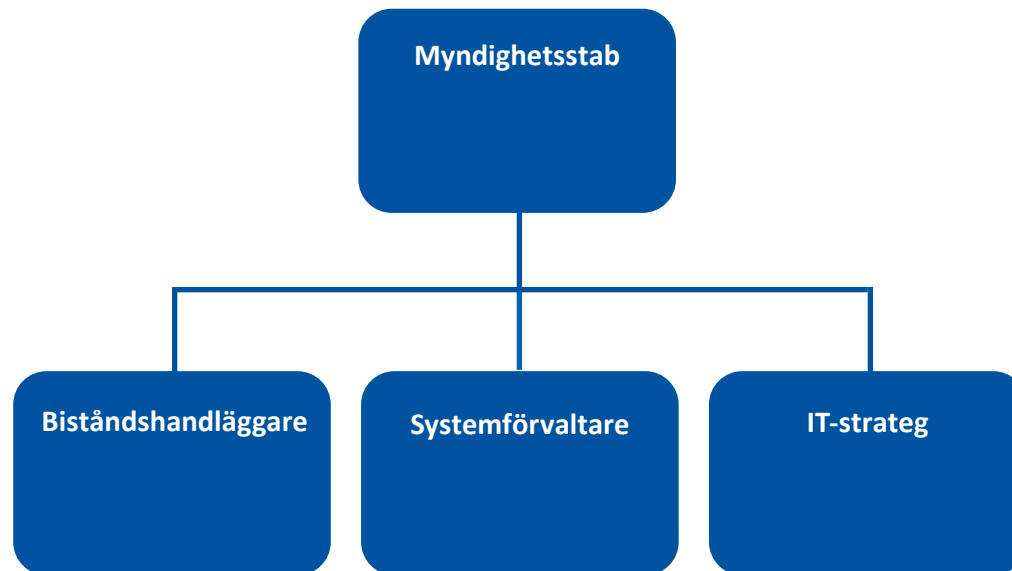 Myndighetsstab
Biståndshandläggare
Systemförvaltare
IT-strateg